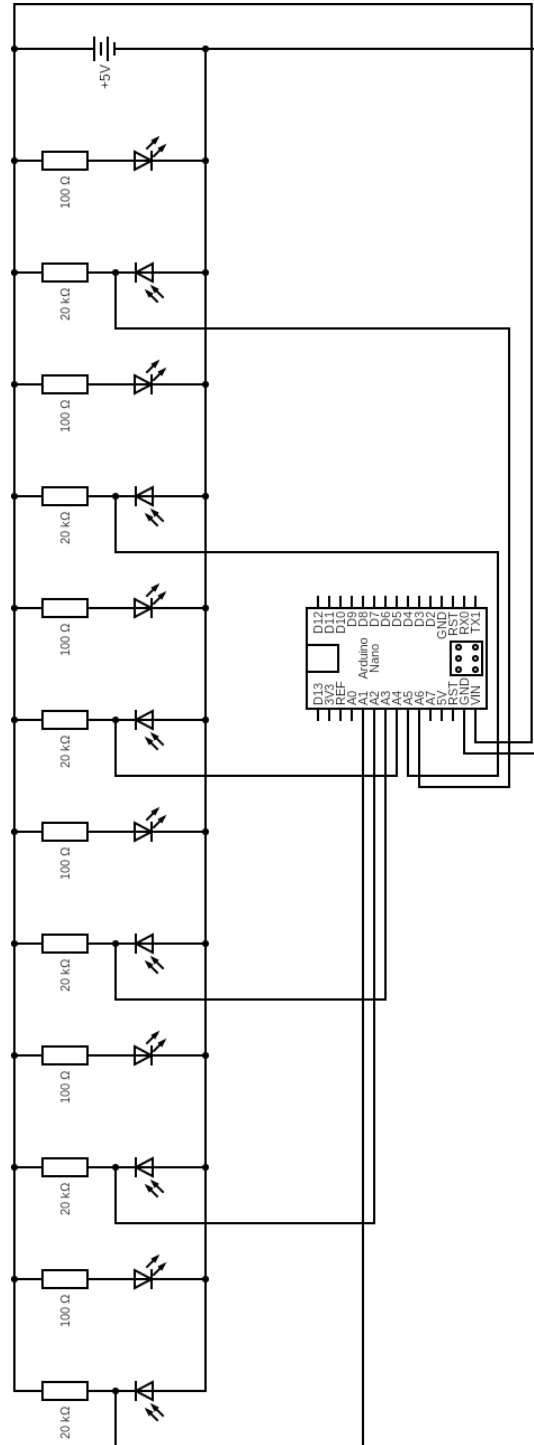 +5V
100 Ω
20 kΩ
100 Ω
20 kΩ
100 Ω
20 kΩ
100 Ω
20 kΩ
100 Ω
20 kΩ
100 Ω
20 kΩ
D12
D11
D10
D9
D8
D7
D6
D5
D4
D3
D2
GND
RST
RX0
TX1
Arduino
Nano
D13
3V3
REF
A0
A1
A2
A3
A4
A5
A6
A7
5V
RST
GND
VIN